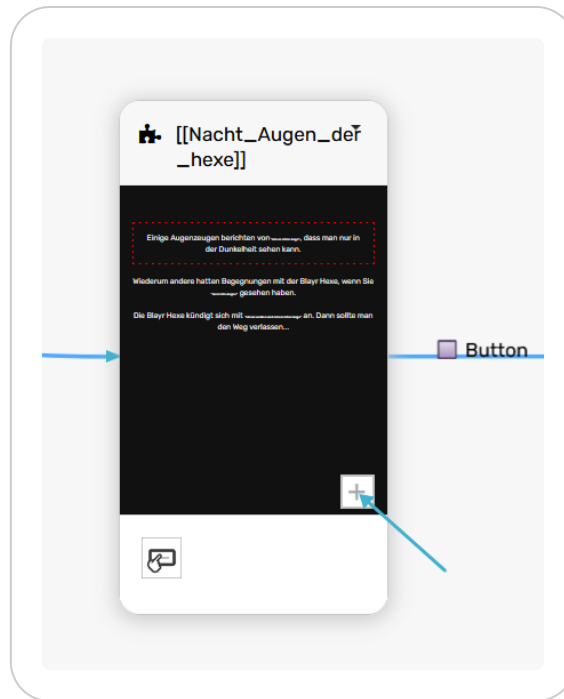 [[Nacht_Augen_der
_hexe]]
Einige Augenzeugen berichten von , dass man nur in
der Dunkelheit sehen kann.
Wiederum andere hatten Begegnungen mit der Blayr Hexe, wenn Sie
gesehen haben.
Die Blayr Hexe kündigt sich mit an. Dann sollte man
den Weg verlassen...
Button